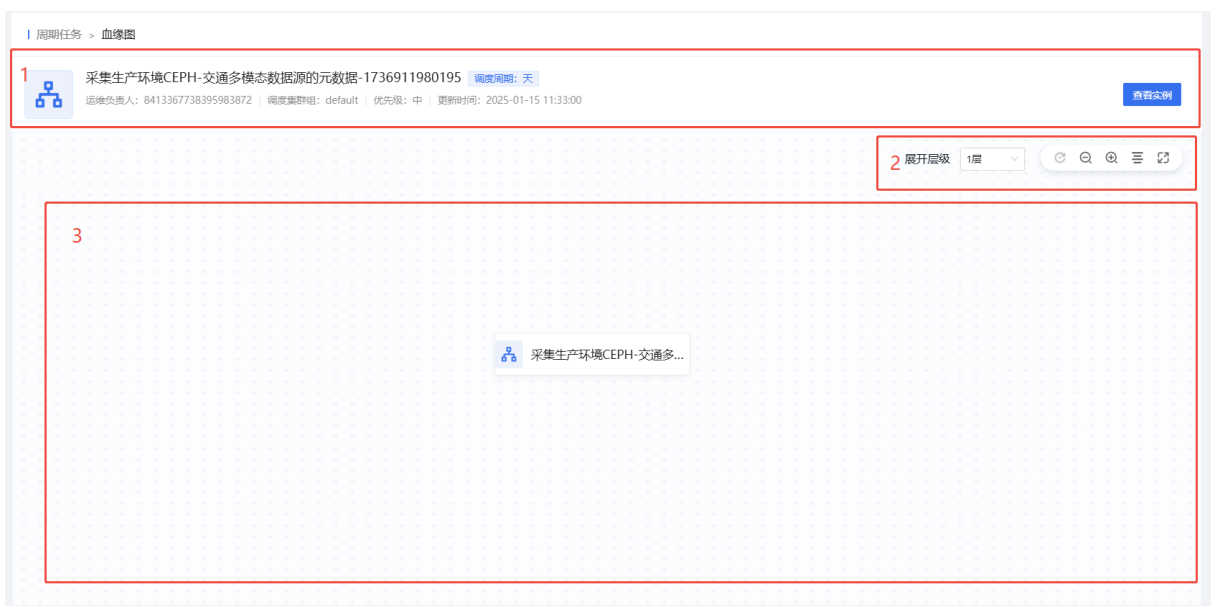 周期任务 > 血缘图
1
采集生产环境CEPH-交通多模态数据源的元数据-1736911980195 调度周期: 天
运维负责人: 8413367738395983872 | 调度集群组: default | 优先级: 中 | 更新时间: 2025-01-15 11:33:00
查看实例
2 展开层级 1层
3
采集生产环境CEPH-交通多...